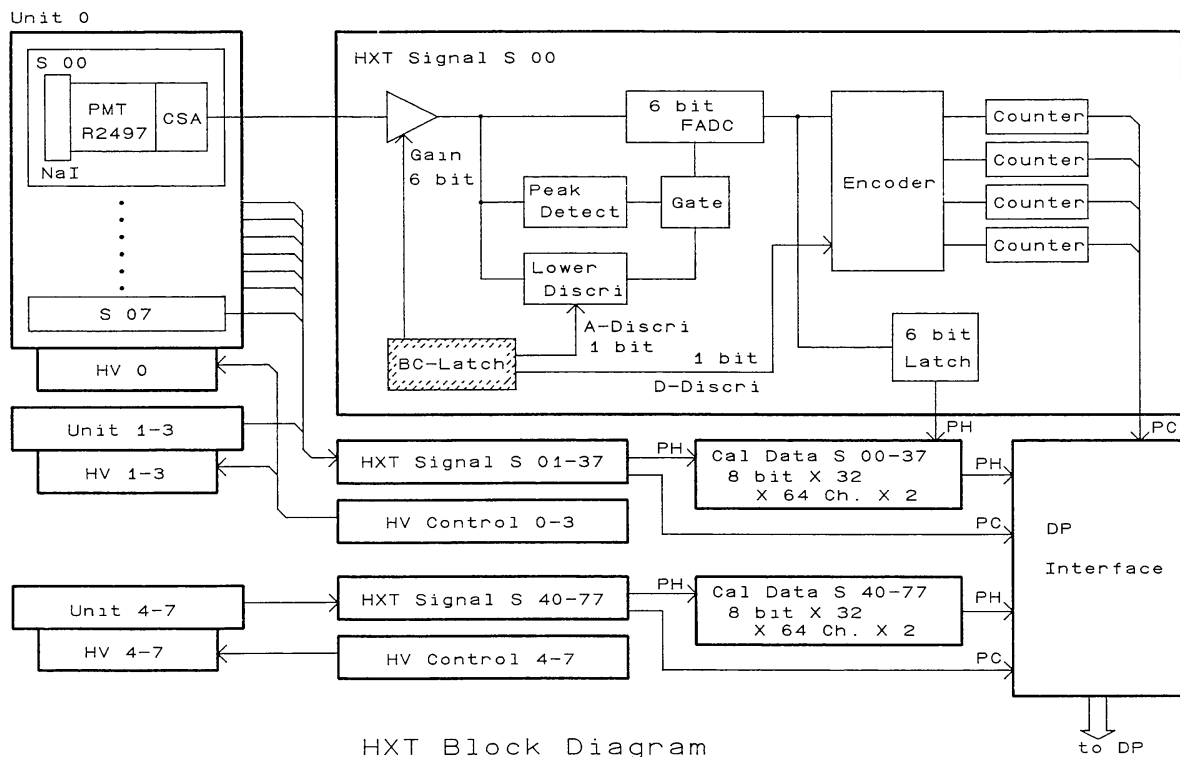 Unit 0
S 00
PMT
R2497
CSA
NaI
S 07
HV 0
Unit 1-3
HV 1-3
Unit 4-7
HV 4-7
HXT Signal S 00
Gain
6 bit
6 bit
FADC
Peak
Detect
Gate
Lower
Discri
A-Discri
1 bit
BC-Latch
1 bit
D-Discri
Encoder
Counter
Counter
Counter
Counter
6 bit
Latch
PH
PC
HXT Signal S 01-37
PH
Cal Data S 00-37
8 bit X 32
X 64 Ch. X 2
PH
HV Control 0-3
PC
DP
Interface
HXT Signal S 40-77
PH
Cal Data S 40-77
8 bit X 32
X 64 Ch. X 2
PH
HV Control 4-7
PC
to DP
HXT Block Diagram